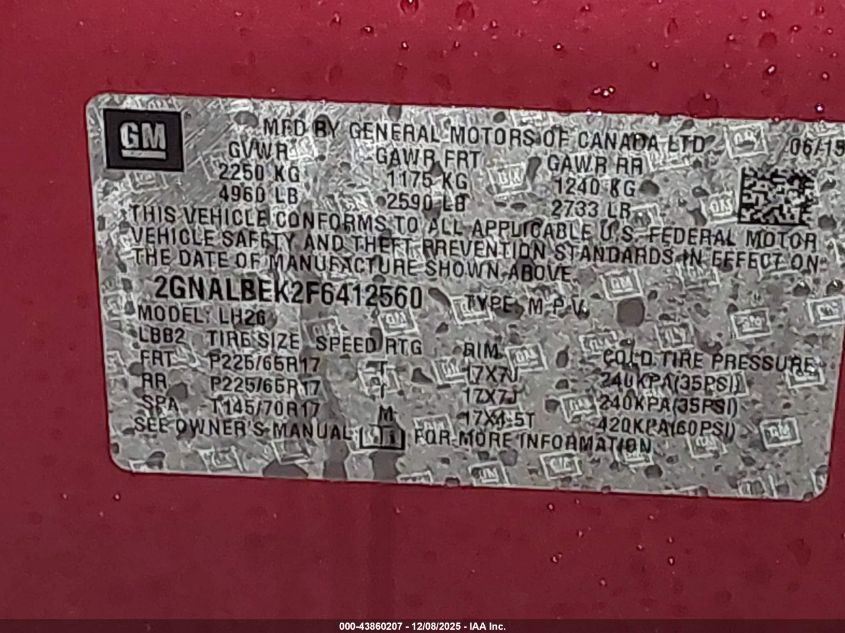 GM
MFD BY GENERAL MOTORS OF CANADA LTD 06/15
GVWR GAWR FRT GAWR RR
2250 KG 1175 KG 1240 KG
4960 LB 2590 LB 2733 LB
THIS VEHICLE CONFORMS TO ALL APPLICABLE U.S. FEDERAL MOTOR
VEHICLE SAFETY AND THEFT PREVENTION STANDARDS IN EFFECT ON
THE DATE OF MANUFACTURE SHOWN ABOVE
2GNALBEK2F6412560 TYPE: M.P.V.
MODEL: LH26
LBB2 TIRE SIZE SPEED RTG RIM COLD TIRE PRESSURE
FRT P225/65R17 T 17X7J 240KPA(35PSI)
RR P225/65R17 T 17X7J 240KPA(35PSI)
SPA T145/70R17 M 17X4.5T 420KPA(60PSI)
SEE OWNER'S MANUAL FOR MORE INFORMATION
000-43860207 - 12/08/2025 - IAA Inc.